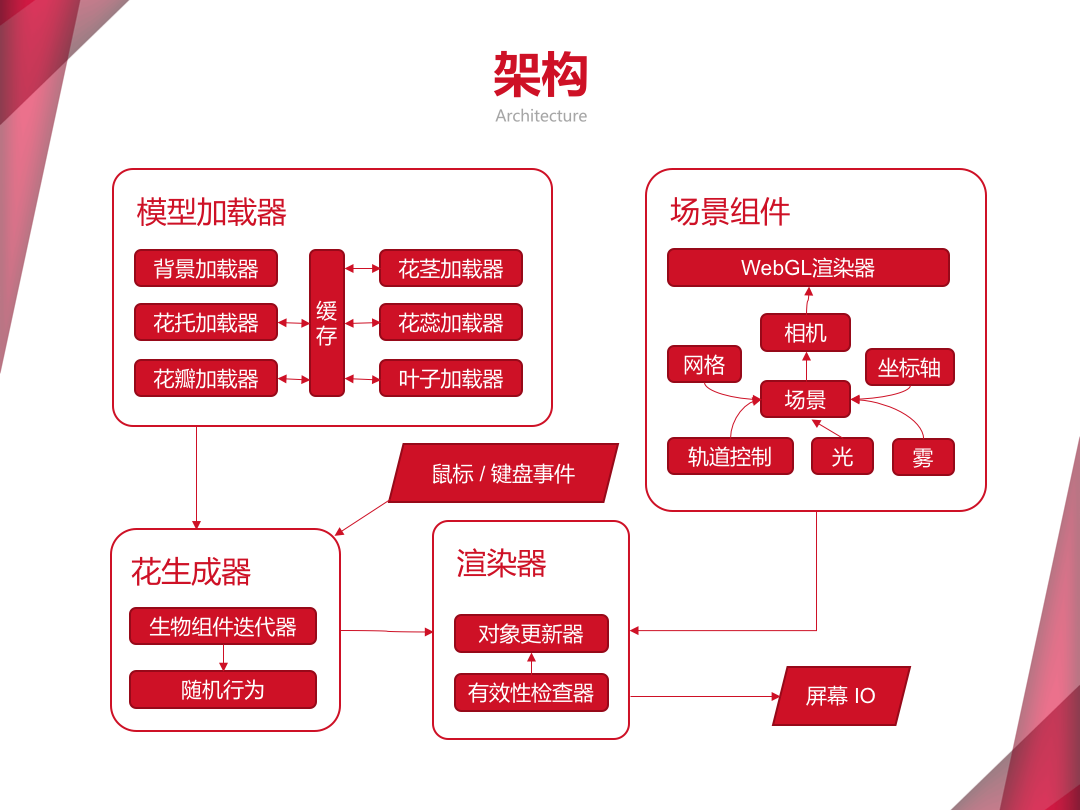 架构
Architecture
模型加载器
背景加载器
花托加载器
花瓣加载器
缓
存
花茎加载器
花蕊加载器
叶子加载器
场景组件
WebGL渲染器
相机
网格
坐标轴
场景
轨道控制
光
雾
鼠标 / 键盘事件
花生成器
生物组件迭代器
随机行为
渲染器
对象更新器
有效性检查器
屏幕 IO